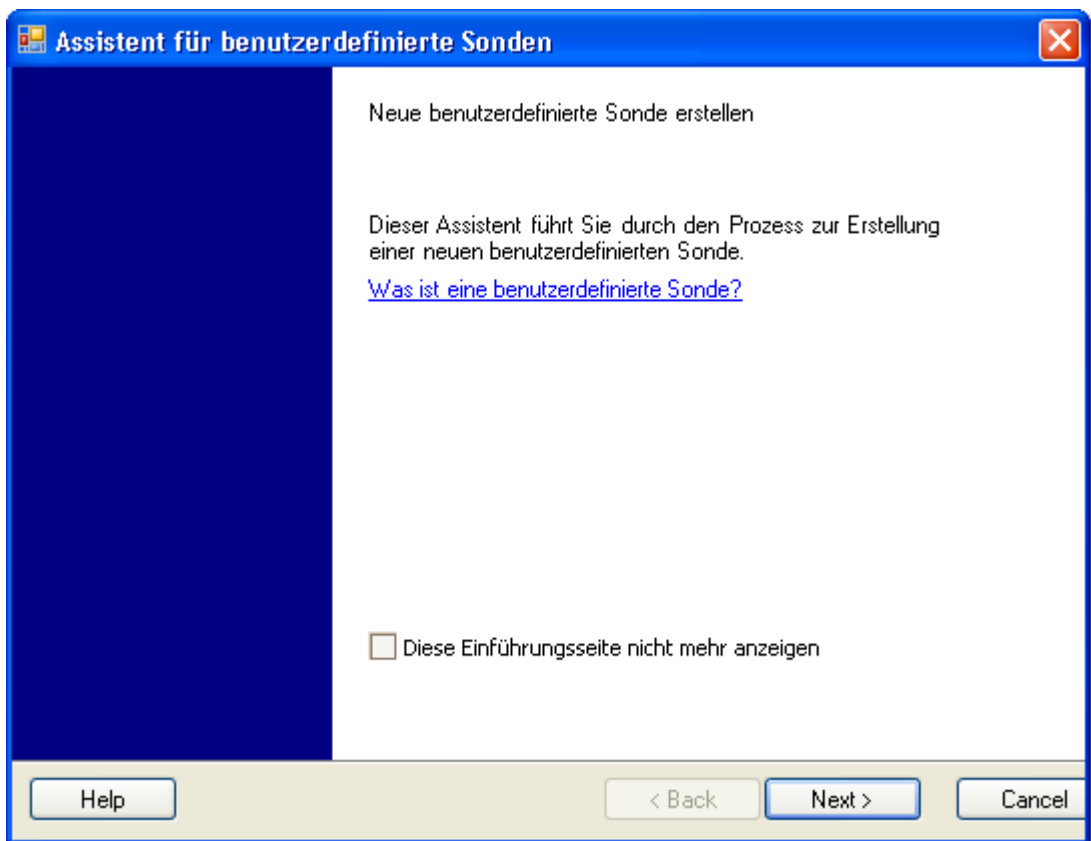 Assistent für benutzerdefinierte Sonden
Neue benutzerdefinierte Sonde erstellen
Dieser Assistent führt Sie durch den Prozess zur Erstellung
einer neuen benutzerdefinierten Sonde.
Was ist eine benutzerdefinierte Sonde?
Diese Einführungsseite nicht mehr anzeigen
Help
< Back
Next >
Cancel